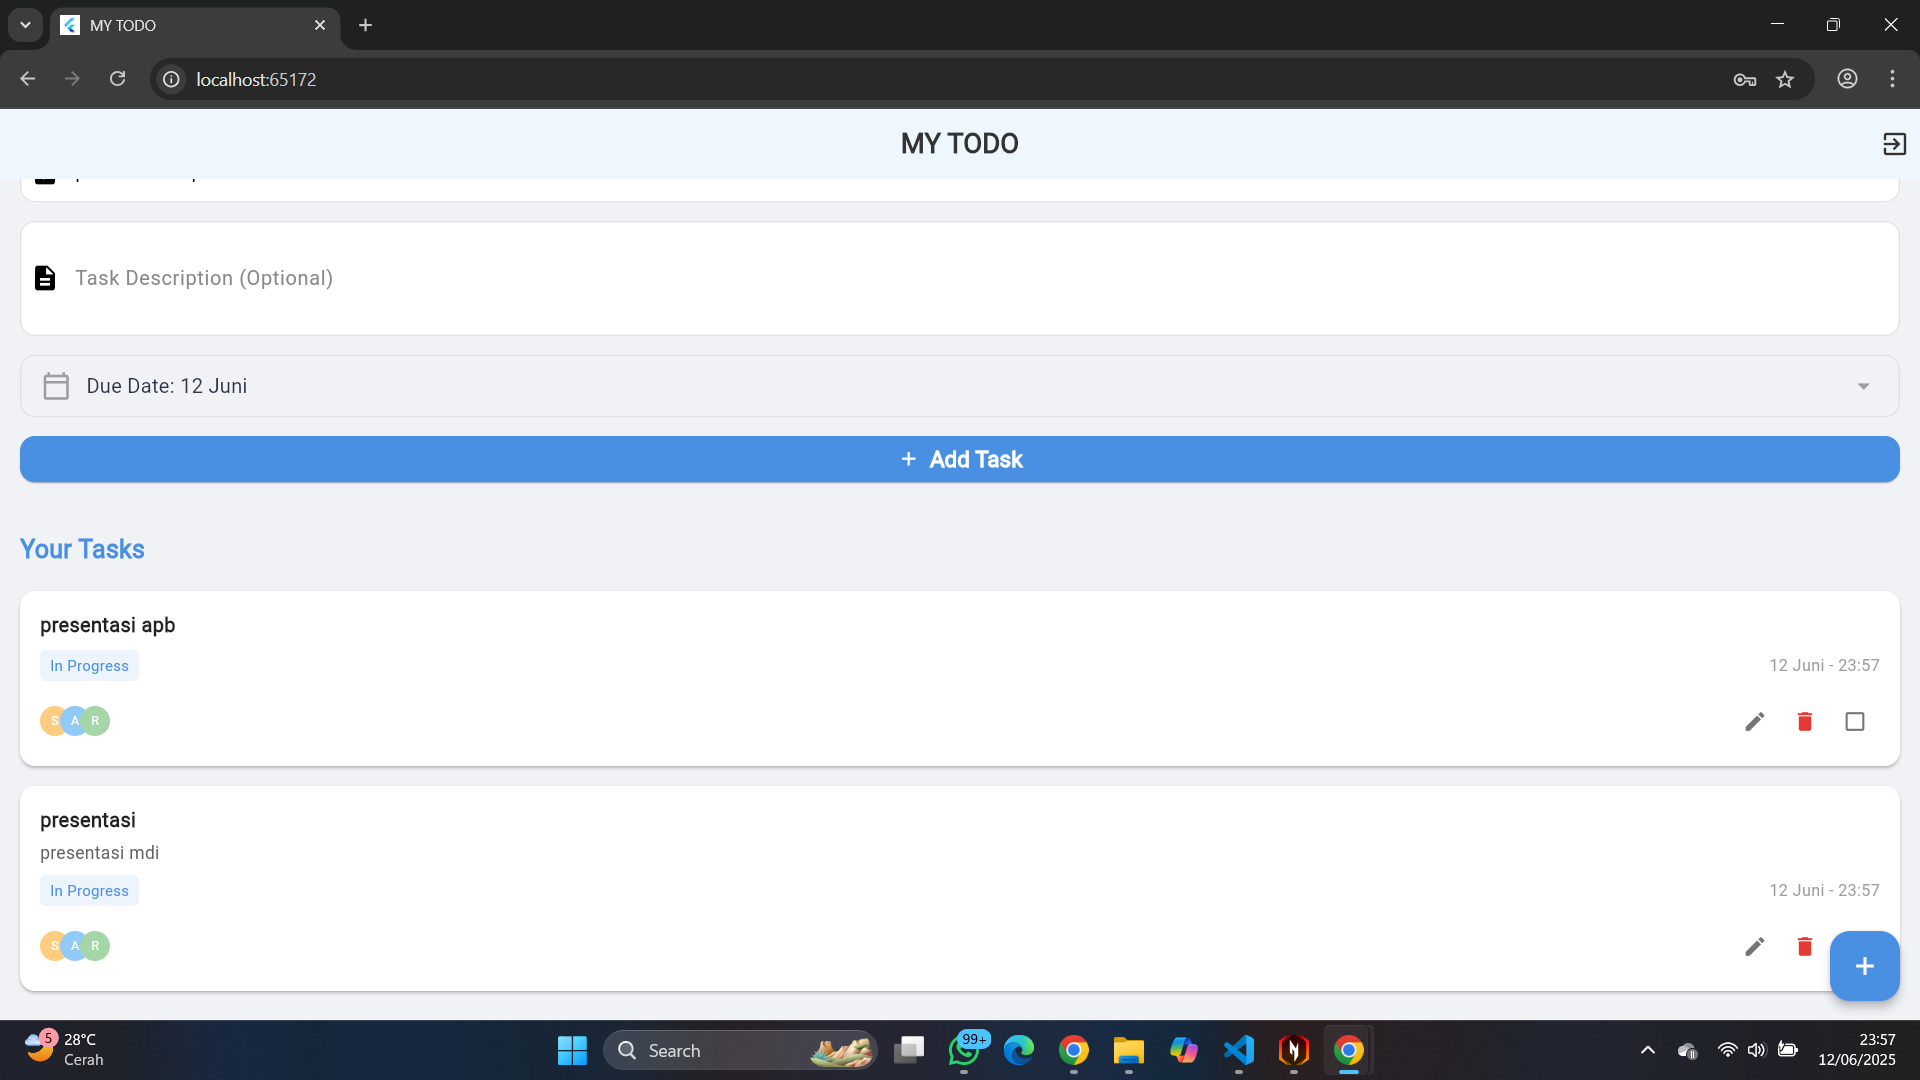 MY TODO
localhost:65172
MY TODO
Task Description (Optional)
Due Date: 12 Juni
+ Add Task
Your Tasks
presentasi apb
In Progress
12 Juni - 23:57
S A R
presentasi
presentasi mdi
In Progress
12 Juni - 23:57
S A R
5
28°C
Cerah
Search
99+
23:57
12/06/2025